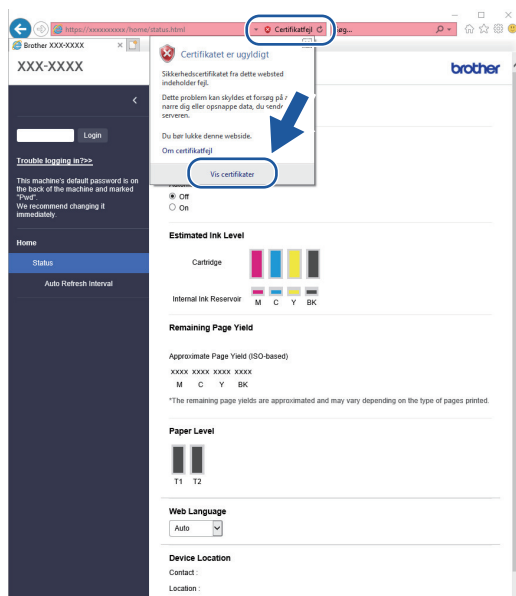 https://xxxxxxxxxx/home/status.html
Certifikatfejl
Brother XXX-XXXX
XXX-XXXX
brother
Certifikatet er ugyldigt
Sikkerhedscertifikatet fra dette websted
indeholder fejl.
Dette problem kan skyldes et forsøg på
narre dig eller opsnappe data, du
serveren.
Du bør lukke denne webside.
Om certifikatfejl
Vis certifikater
Login
Trouble logging in?>>
This machine's default password is on
the back of the machine and marked
"Pwd".
We recommend changing it
immediately.
Home
Status
Auto Refresh Interval
Off
On
Estimated Ink Level
Cartridge
Internal Ink Reservoir
M C Y BK
Remaining Page Yield
Approximate Page Yield (ISO-based)
xxxx xxxx xxxx xxxx
M C Y BK
*The remaining page yields are approximated and may vary depending on the type of pages printed.
Paper Level
T1 T2
Web Language
Auto
Device Location
Contact :
Location :